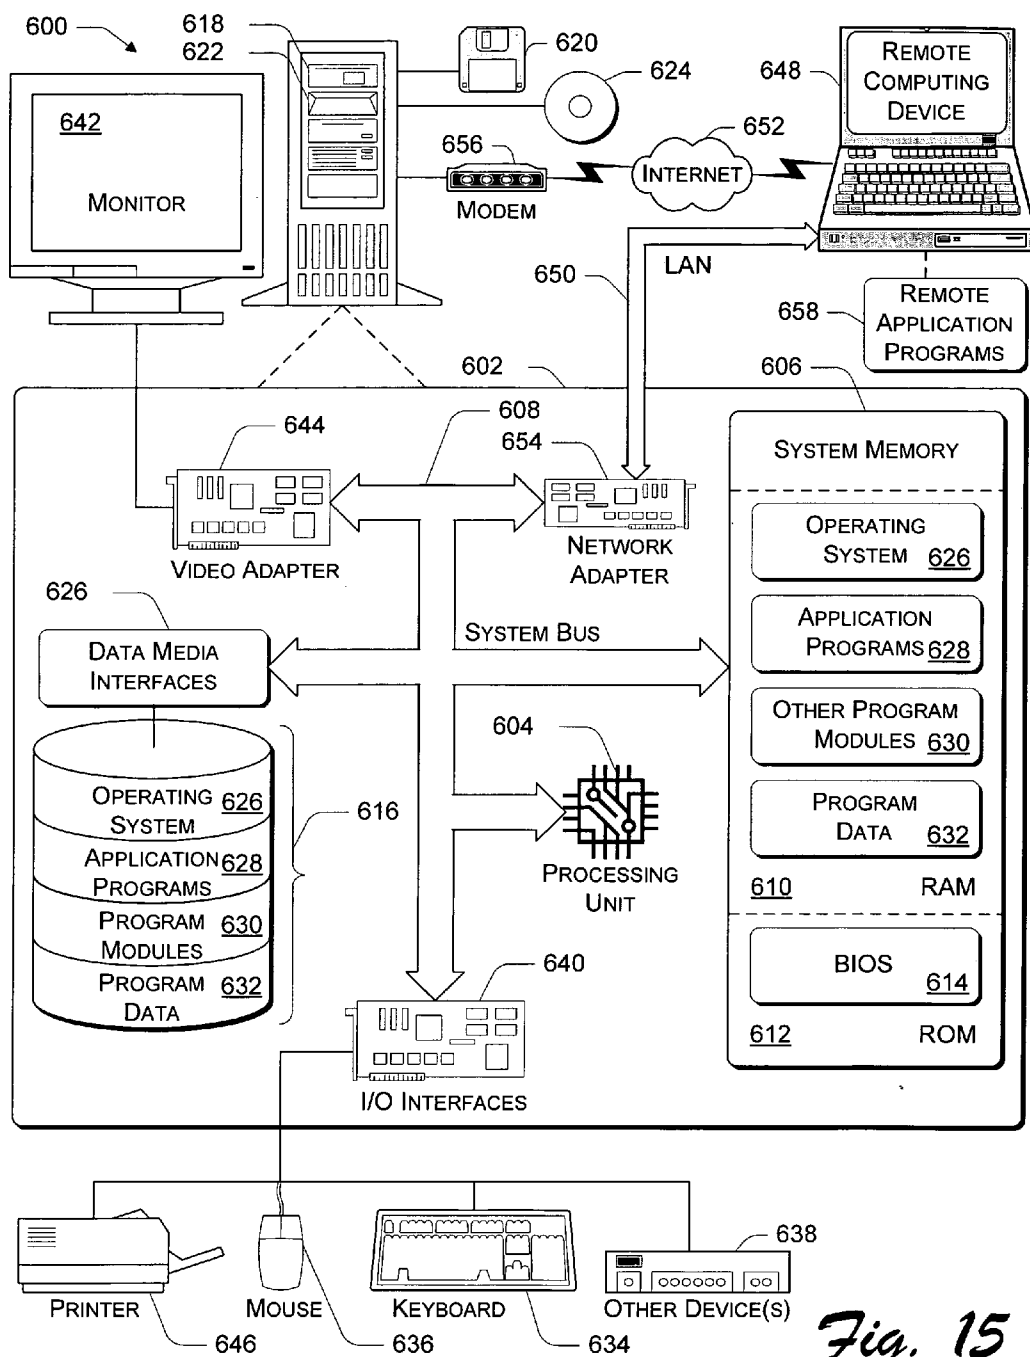 600
618
622
620
624
648
REMOTE
COMPUTING
DEVICE
642
MONITOR
656
MODEM
652
INTERNET
650
LAN
658
REMOTE
APPLICATION
PROGRAMS
602
606
644
608
654
SYSTEM MEMORY
VIDEO ADAPTER
NETWORK
ADAPTER
OPERATING
SYSTEM 626
626
DATA MEDIA
INTERFACES
SYSTEM BUS
APPLICATION
PROGRAMS 628
OTHER PROGRAM
MODULES 630
604
PROCESSING
UNIT
PROGRAM
DATA 632
610 RAM
OPERATING 626
SYSTEM
616
APPLICATION 628
PROGRAMS
PROGRAM 630
MODULES
PROGRAM 632
DATA
BIOS
614
612 ROM
640
I/O INTERFACES
PRINTER
646
MOUSE
636
KEYBOARD
634
638
OTHER DEVICE(S)
Fig. 15